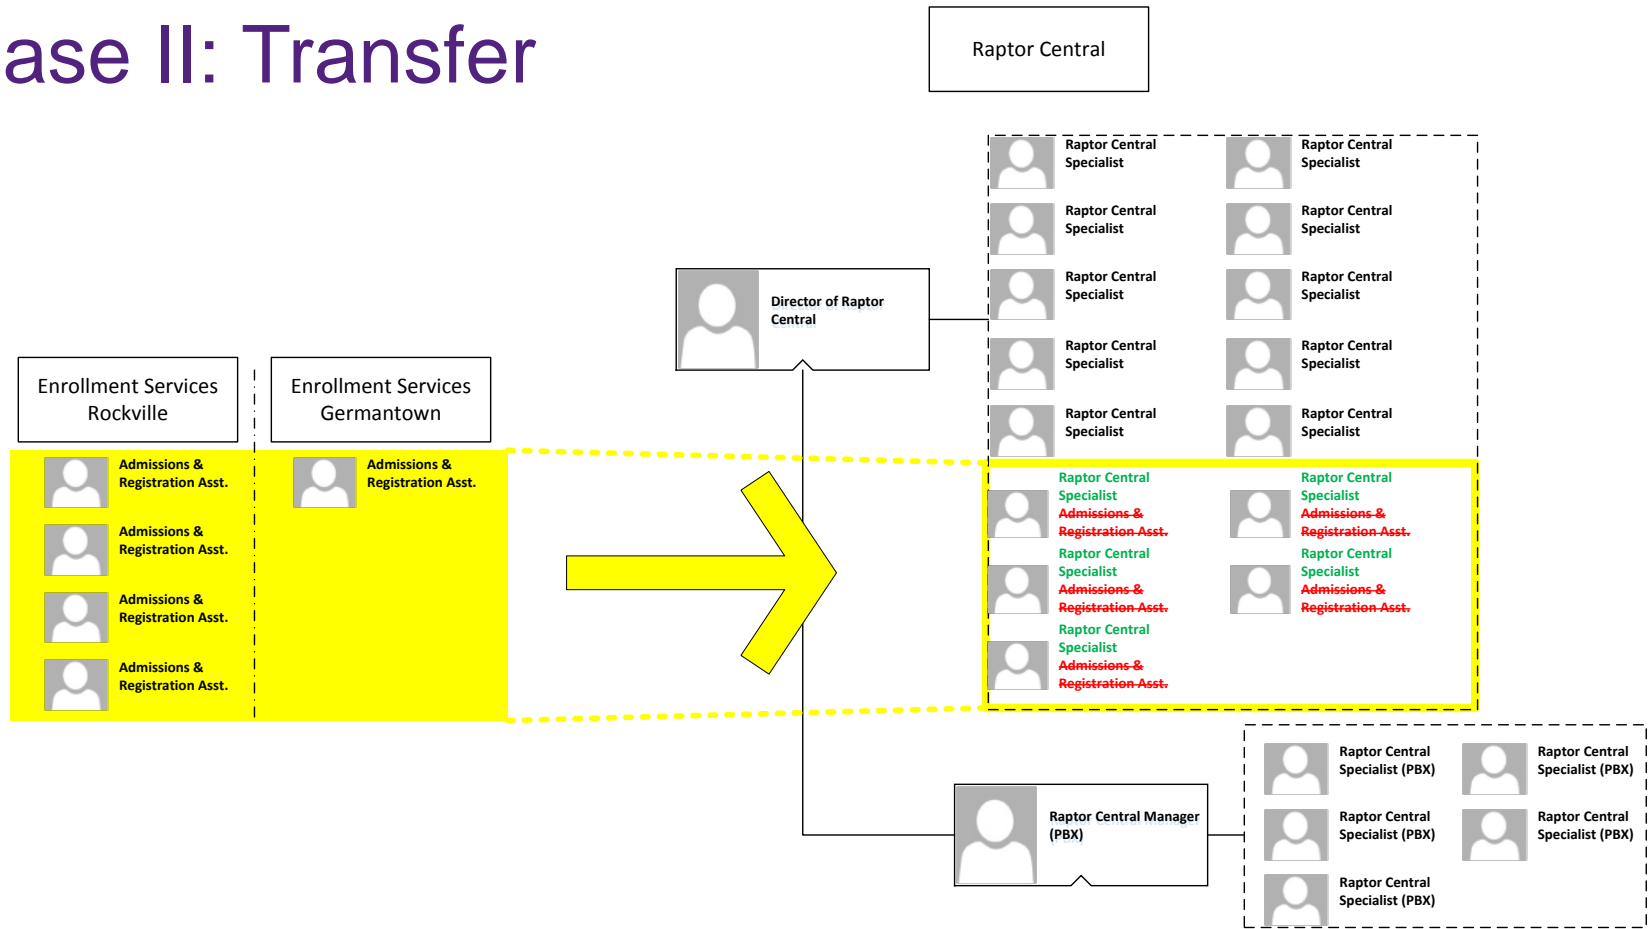 ase II: Transfer
Raptor Central
Raptor Central
Specialist
Raptor Central
Specialist
Raptor Central
Specialist
Raptor Central
Specialist
Raptor Central
Specialist
Raptor Central
Specialist
Raptor Central
Specialist
Raptor Central
Specialist
Raptor Central
Specialist
Raptor Central
Specialist
Director of Raptor
Central
Enrollment Services
Rockville
Enrollment Services
Germantown
Admissions &
Registration Asst.
Admissions &
Registration Asst.
Admissions &
Registration Asst.
Admissions &
Registration Asst.
Admissions &
Registration Asst.
Raptor Central
Specialist
Admissions &
Registration Asst.
Raptor Central
Specialist
Admissions &
Registration Asst.
Raptor Central
Specialist
Admissions &
Registration Asst.
Raptor Central
Specialist
Admissions &
Registration Asst.
Raptor Central
Specialist
Admissions &
Registration Asst.
Raptor Central Manager
(PBX)
Raptor Central
Specialist (PBX)
Raptor Central
Specialist (PBX)
Raptor Central
Specialist (PBX)
Raptor Central
Specialist (PBX)
Raptor Central
Specialist (PBX)